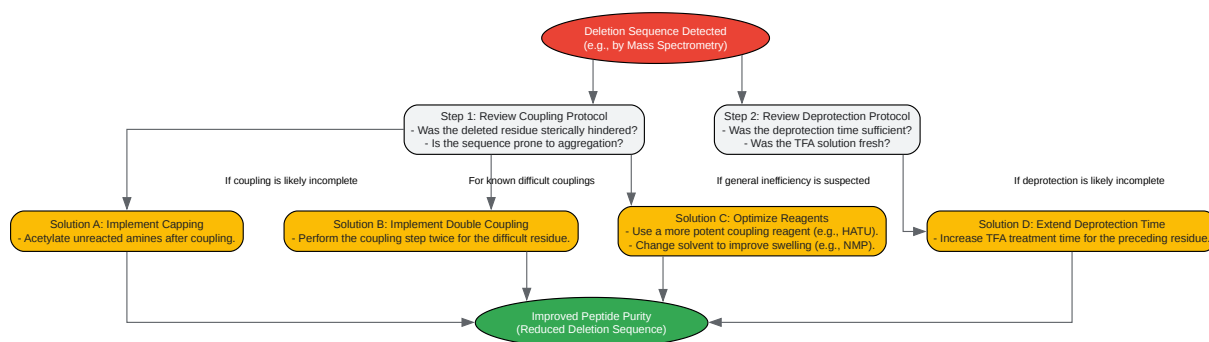 Deletion Sequence Detected
(e.g., by Mass Spectrometry)
Step 1: Review Coupling Protocol
- Was the deleted residue sterically hindered?
- Is the sequence prone to aggregation?
Step 2: Review Deprotection Protocol
- Was the deprotection time sufficient?
- Was the TFA solution fresh?
If coupling is likely incomplete
For known difficult couplings
If general inefficiency is suspected
If deprotection is likely incomplete
Solution A: Implement Capping
- Acetylate unreacted amines after coupling.
Solution B: Implement Double Coupling
- Perform the coupling step twice for the difficult residue.
Solution C: Optimize Reagents
- Use a more potent coupling reagent (e.g., HATU).
- Change solvent to improve swelling (e.g., NMP).
Solution D: Extend Deprotection Time
- Increase TFA treatment time for the preceding residue.
Improved Peptide Purity
(Reduced Deletion Sequence)